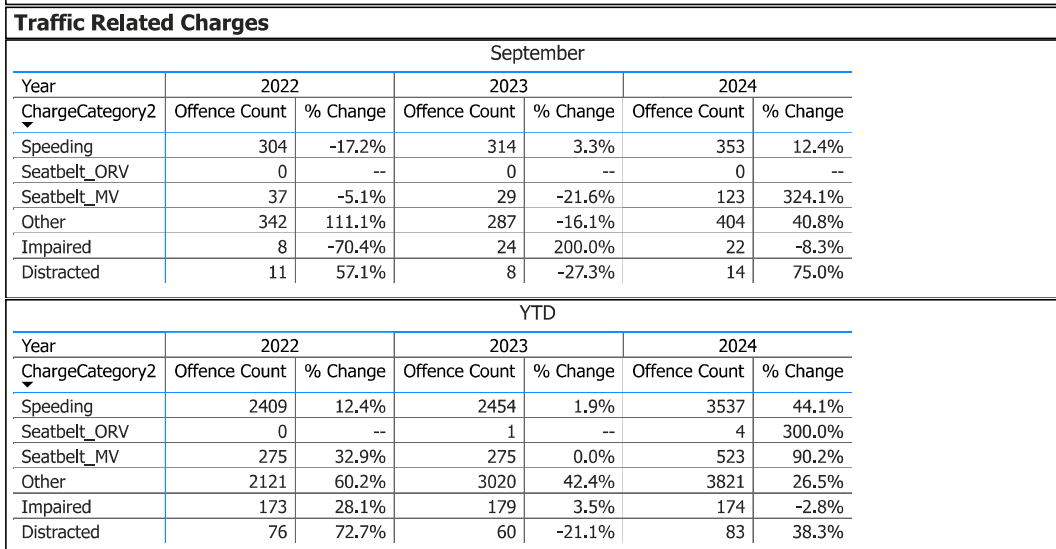 Traffic Related Charges
September
Year 2022 2023 2024
ChargeCategory2 Offence Count % Change Offence Count % Change Offence Count % Change
Speeding 304 -17.2% 314 3.3% 353 12.4%
Seatbelt_ORV 0 -- 0 -- 0 --
Seatbelt_MV 37 -5.1% 29 -21.6% 123 324.1%
Other 342 111.1% 287 -16.1% 404 40.8%
Impaired 8 -70.4% 24 200.0% 22 -8.3%
Distracted 11 57.1% 8 -27.3% 14 75.0%
YTD
Year 2022 2023 2024
ChargeCategory2 Offence Count % Change Offence Count % Change Offence Count % Change
Speeding 2409 12.4% 2454 1.9% 3537 44.1%
Seatbelt_ORV 0 -- 1 -- 4 300.0%
Seatbelt_MV 275 32.9% 275 0.0% 523 90.2%
Other 2121 60.2% 3020 42.4% 3821 26.5%
Impaired 173 28.1% 179 3.5% 174 -2.8%
Distracted 76 72.7% 60 -21.1% 83 38.3%